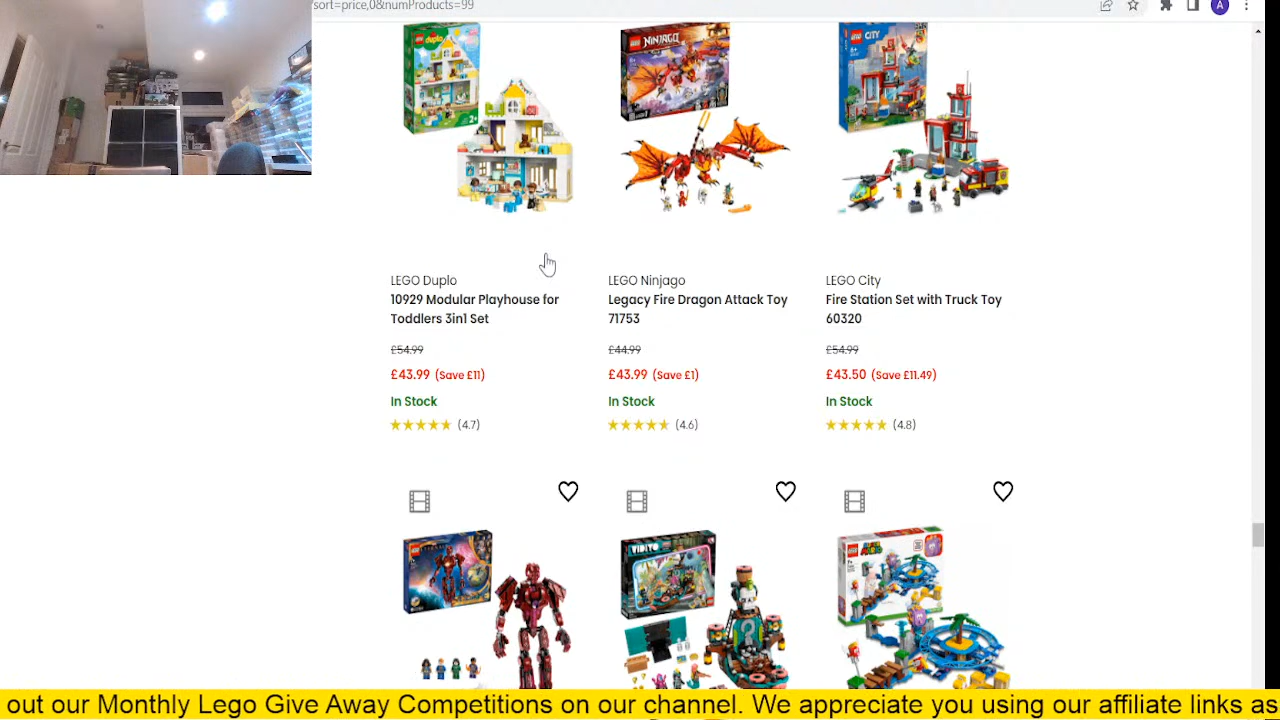 /sort=price,0&numProducts=99
A
LEGO Duplo
10929 Modular Playhouse for
Toddlers 3in1 Set
£54.99
£43.99 (Save £11)
In Stock
(4.7)
NINJAGO
LEGO Ninjago
Legacy Fire Dragon Attack Toy
71753
£44.99
£43.99 (Save £1)
In Stock
(4.6)
CITY
LEGO City
Fire Station Set with Truck Toy
60320
£54.99
£43.50 (Save £11.49)
In Stock
(4.8)
VIDIYO
out our Monthly Lego Give Away Competitions on our channel. We appreciate you using our affiliate links as